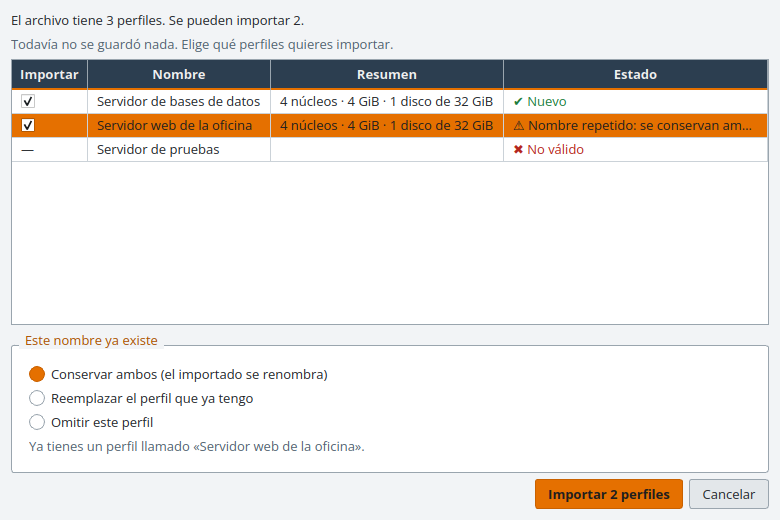 El archivo tiene 3 perfiles. Se pueden importar 2.
Todavía no se guardó nada. Elige qué perfiles quieres importar.
Importar Nombre Resumen Estado
✔ Servidor de bases de datos 4 núcleos · 4 GiB · 1 disco de 32 GiB ✔ Nuevo
✔ Servidor web de la oficina 4 núcleos · 4 GiB · 1 disco de 32 GiB ⚠ Nombre repetido: se conservan am...
— Servidor de pruebas ✖ No válido
Este nombre ya existe
Conservar ambos (el importado se renombra)
Reemplazar el perfil que ya tengo
Omitir este perfil
Ya tienes un perfil llamado «Servidor web de la oficina».
Importar 2 perfiles Cancelar